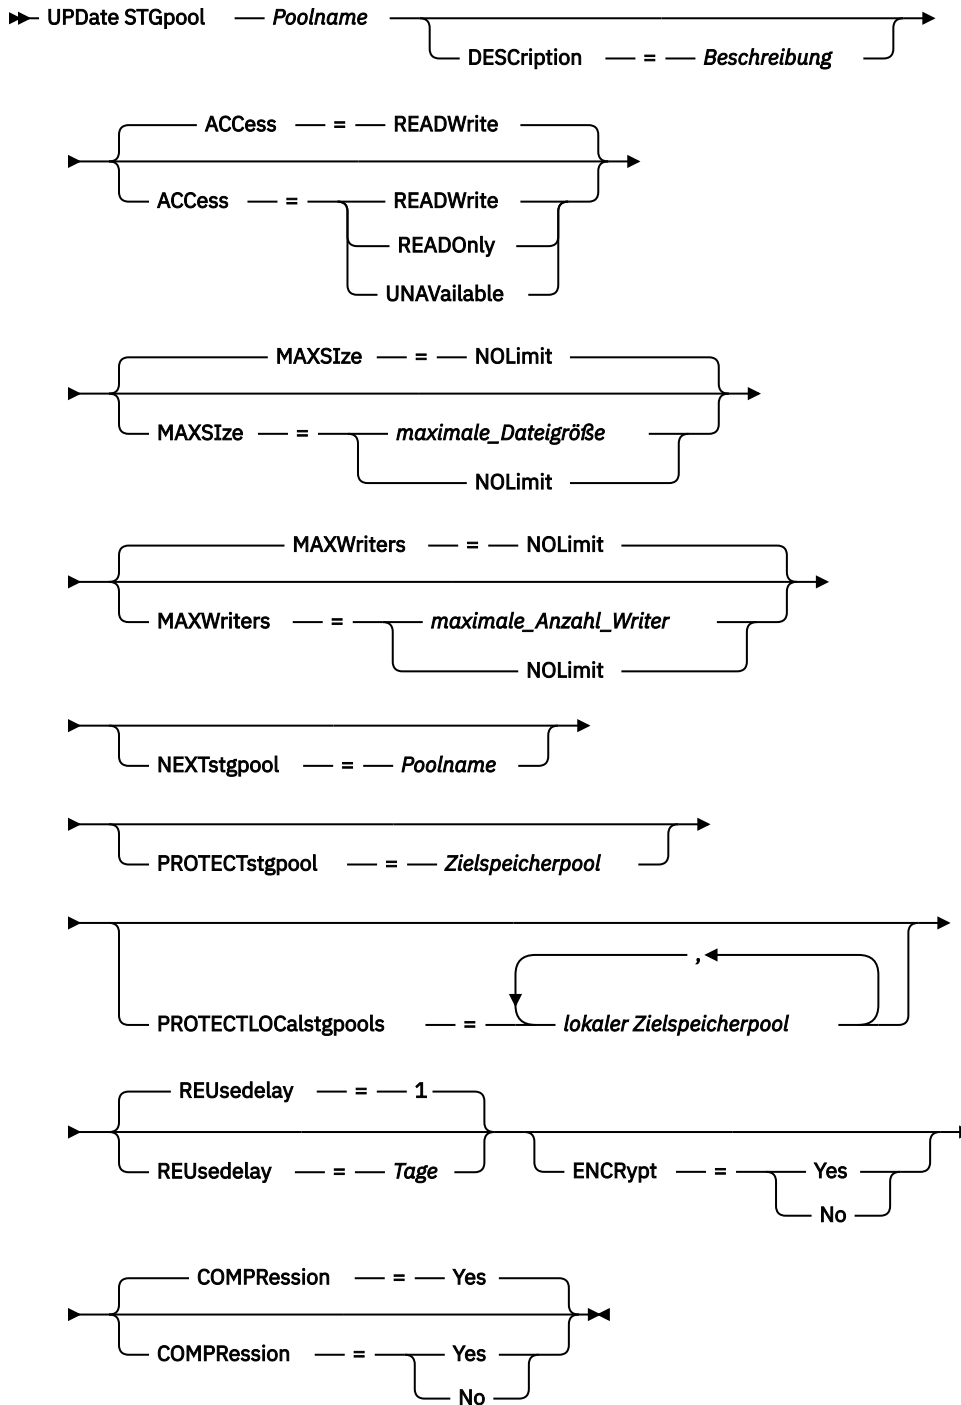 UPDate STGpool Poolname
DESCription = Beschreibung
ACCess = READWrite
ACCess = READWrite
READOnly
UNAVailable
MAXSIze = NOLimit
MAXSIze = maximale_Dateigröße
NOLimit
MAXWriters = NOLimit
MAXWriters = maximale_Anzahl_Writer
NOLimit
NEXTstgpool = Poolname
PROTECTstgpool = Zielspeicherpool
,
PROTECTLOCalstgpools = lokaler Zielspeicherpool
REUsedelay = 1
REUsedelay = Tage ENCRypt = Yes
No
COMPRession = Yes
COMPRession = Yes
No